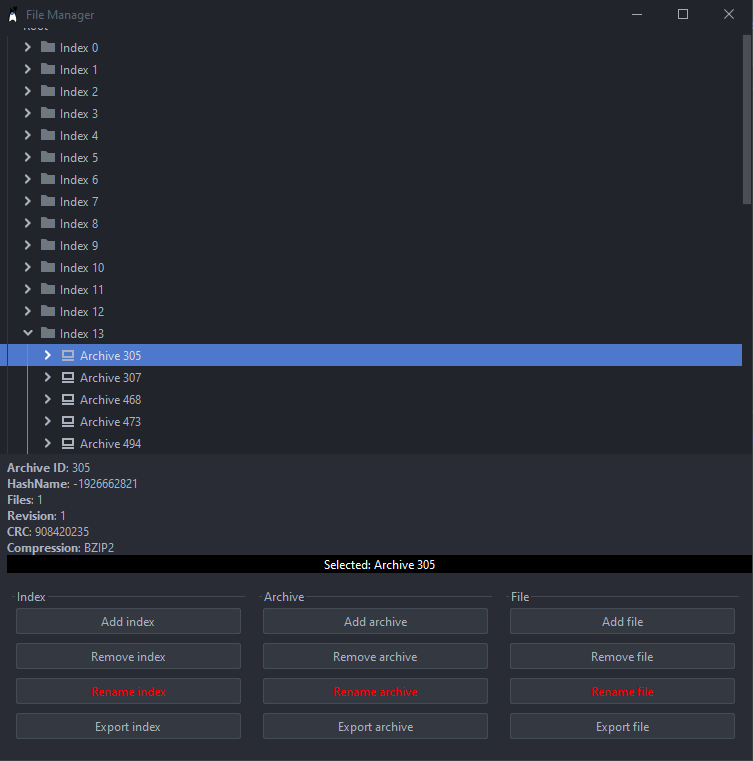 File Manager
Root
Index 0
Index 1
Index 2
Index 3
Index 4
Index 5
Index 6
Index 7
Index 8
Index 9
Index 10
Index 11
Index 12
Index 13
Archive 305
Archive 307
Archive 468
Archive 473
Archive 494
Archive ID: 305
HashName: -1926662821
Files: 1
Revision: 1
CRC: 908420235
Compression: BZIP2
Selected: Archive 305
Index Archive File
Add index Add archive Add file
Remove index Remove archive Remove file
Rename index Rename archive Rename file
Export index Export archive Export file